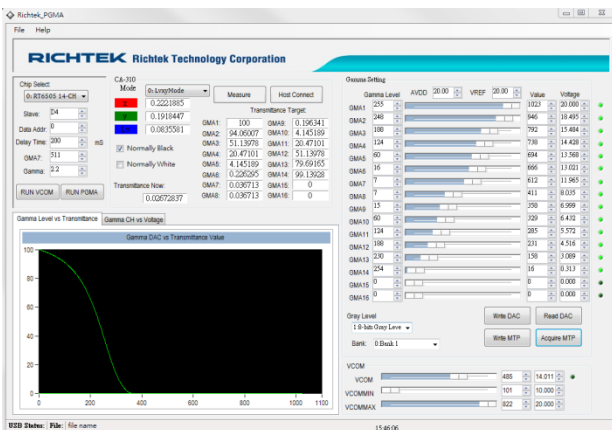 Richtek_PGMA
File Help
RICHTEK Richtek Technology Corporation
Chip Select
0: RT6505 14-CH
Slave: D4
Data Addr: 0
Delay Time: 200 mS
GMA7: 511
Gamma: 2.2
RUN VCOM RUN PGMA
CA-310
Mode 0: LvxyMode
0.2221885
0.1918447
0.0835581
Normally Black
Normally White
Transmitance Now:
0.02672837
Measure Host Connect
Transmitance Target
GMA1: 100 GMA9: 0.196341
GMA2: 94.06007 GMA10: 4.145189
GMA3: 51.13978 GMA11: 20.47101
GMA4: 20.47101 GMA12: 51.13978
GMA5: 4.145189 GMA13: 79.69165
GMA6: 0.226295 GMA14: 99.13928
GMA7: 0.036713 GMA15: 0
GMA8: 0.036713 GMA16: 0
Gamma Level vs Transmittance Gamma CH vs Voltage
Gamma DAC vs Transmitance Value
100
80
60
40
20
0
0 200 400 600 800 1000 1100
Gamma Setting
Gamma Level AVDD 20.00 VREF 20.00 Value Voltage
GMA1 255 1023 20.000
GMA2 248 946 18.495
GMA3 188 792 15.484
GMA4 124 738 14.428
GMA5 60 694 13.568
GMA6 16 666 13.021
GMA7 7 612 11.965
GMA8 7 411 8.035
GMA9 15 358 6.999
GMA10 60 329 6.432
GMA11 124 285 5.572
GMA12 188 231 4.516
GMA13 230 158 3.089
GMA14 254 16 0.313
GMA15 0 0 0.000
GMA16 0 0 0.000
Gray Level
1:8-bits Gray Leve
Bank: 0:Bank 1
Write DAC Read DAC
Write MTP Acquire MTP
VCOM
VCOM 485 14.011
VCOMMIN 101 10.000
VCOMMAX 822 20.000
USB Status: File: file name 15:46:06